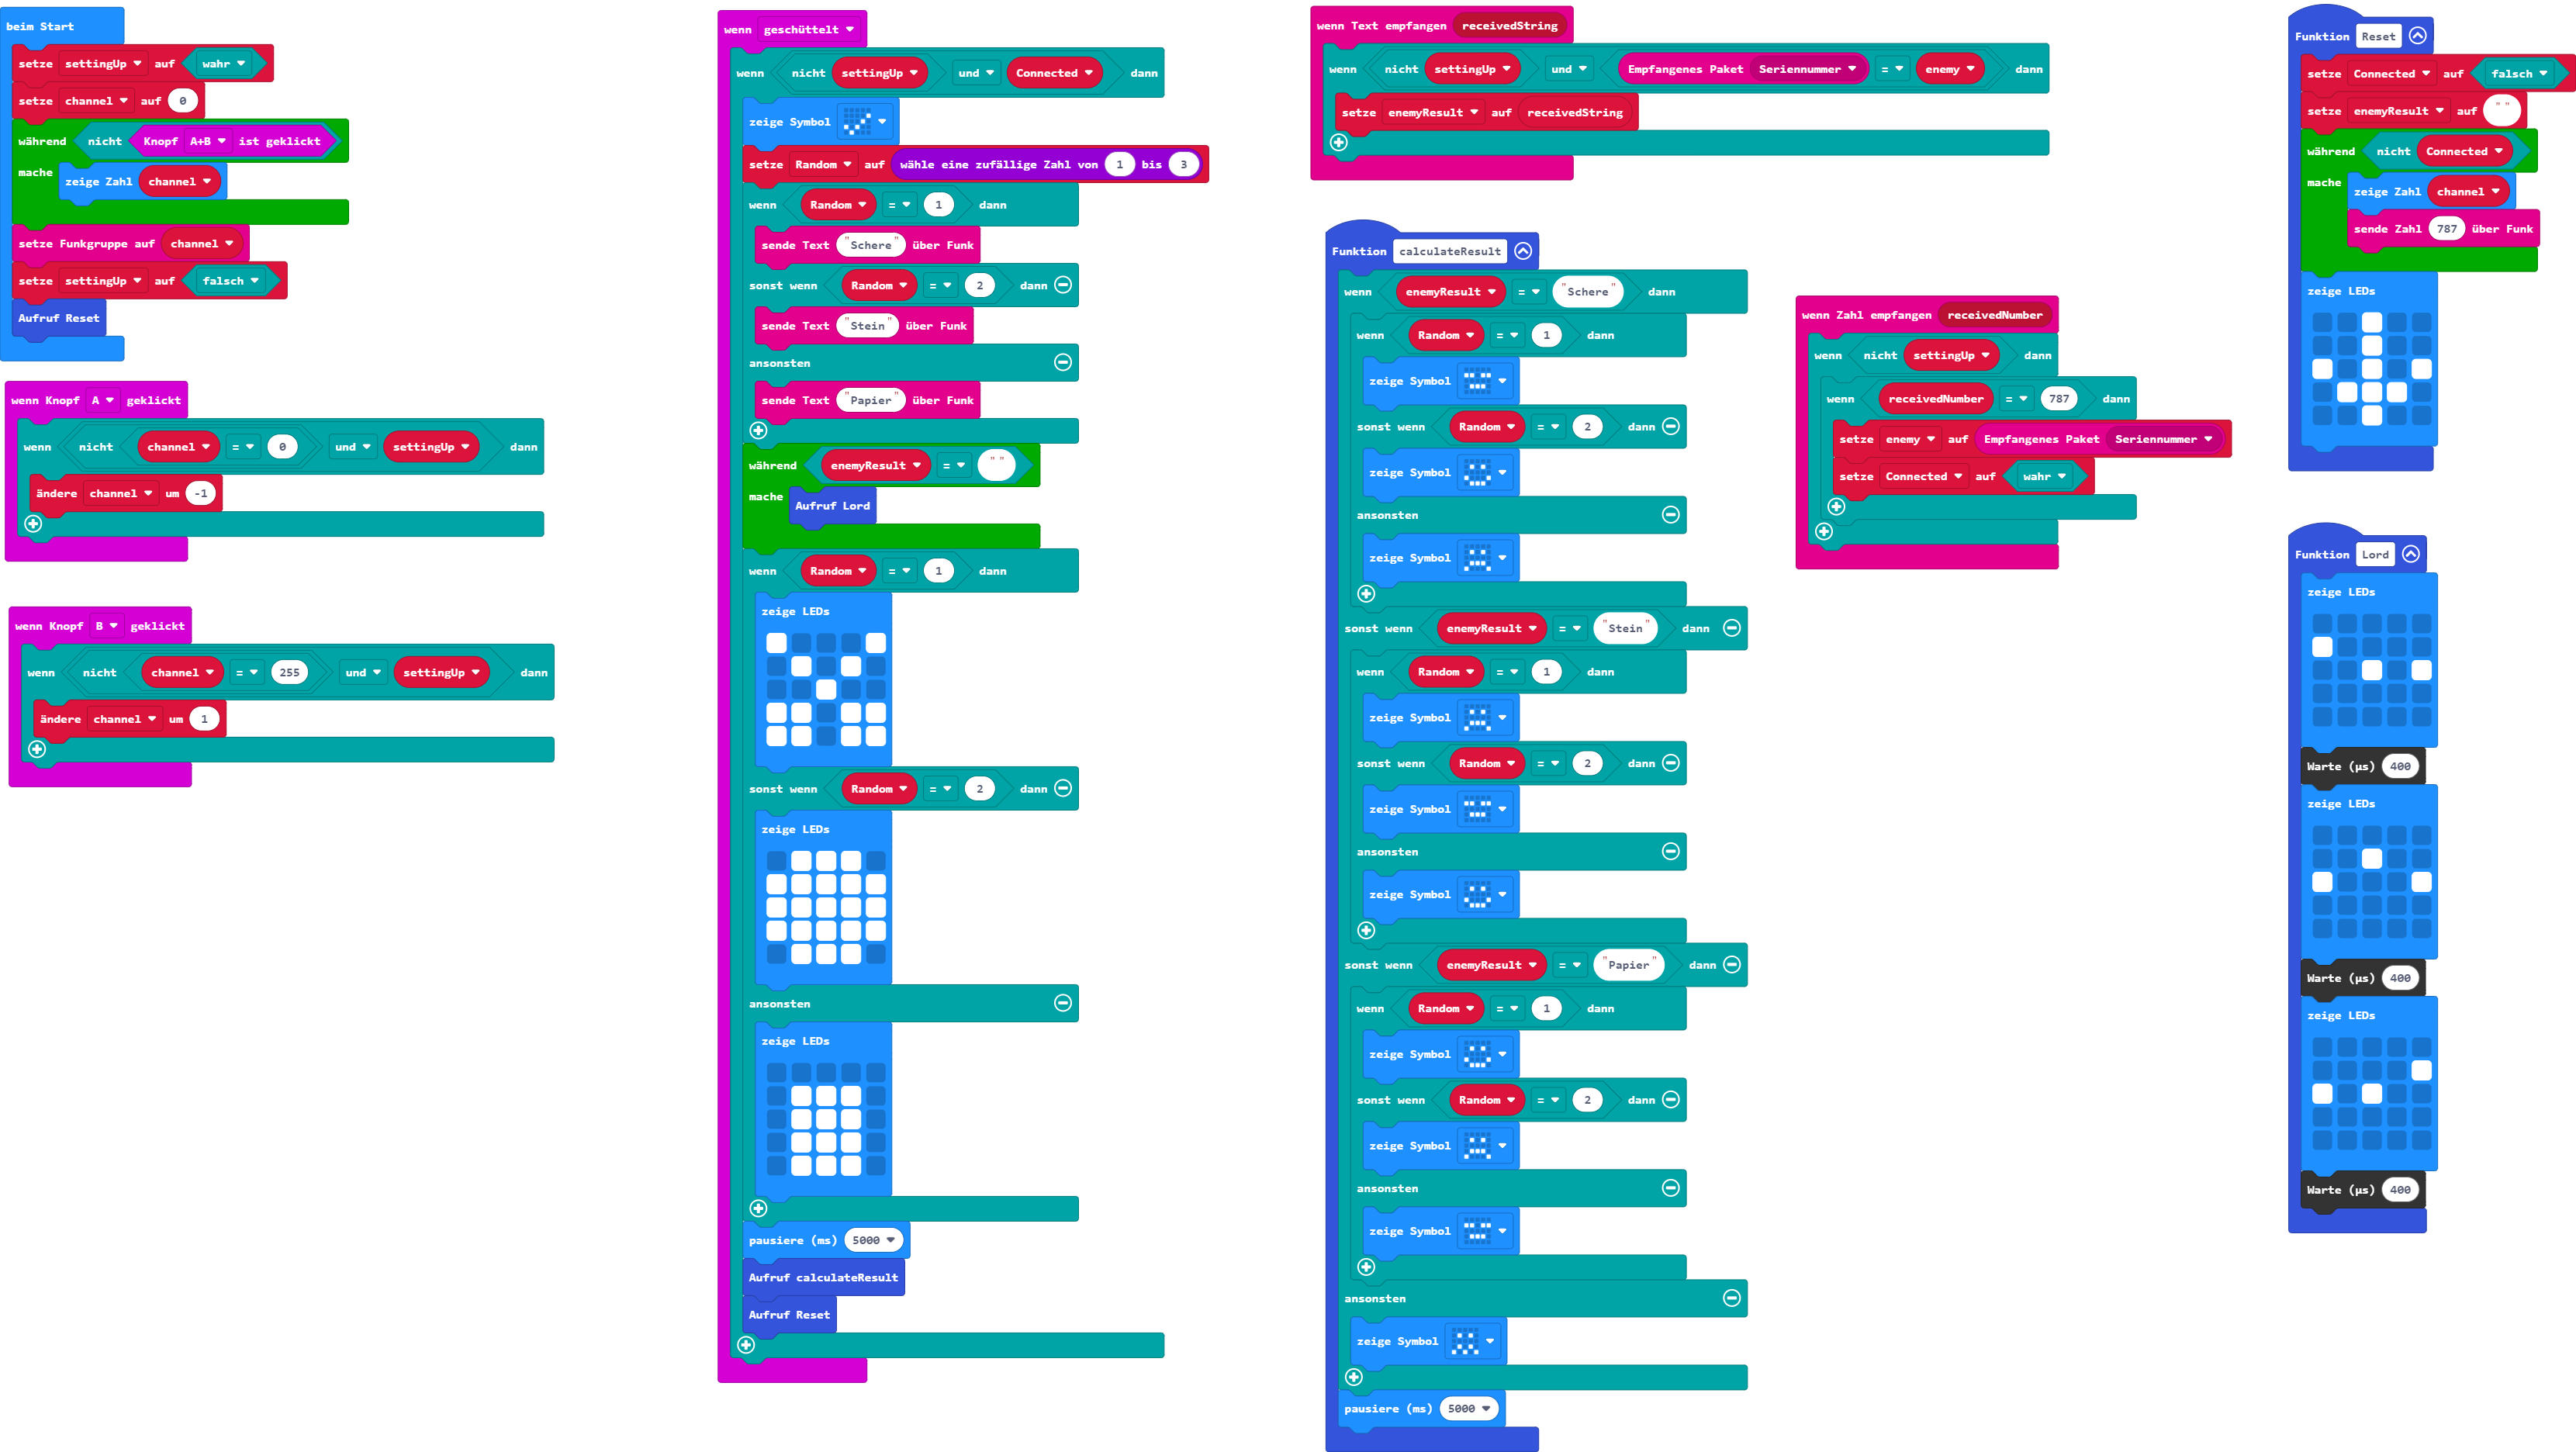 beim Start
setze settingUp auf wahr
setze channel auf 0
während nicht Knopf A+B ist geklickt
mache zeige Zahl channel
setze Funkgruppe auf channel
setze settingUp auf falsch
Aufruf Reset
wenn Knopf A geklickt
wenn nicht channel = 0 und settingUp dann
ändere channel um -1
wenn Knopf B geklickt
wenn nicht channel = 255 und settingUp dann
ändere channel um 1
wenn geschüttelt
wenn nicht settingUp und Connected dann
zeige Symbol
setze Random auf wähle eine zufällige Zahl von 1 bis 3
wenn Random = 1 dann
sende Text "Schere" über Funk
sonst wenn Random = 2 dann
sende Text "Stein" über Funk
ansonsten
sende Text "Papier" über Funk
während enemyResult = ""
mache Aufruf Lord
wenn Random = 1 dann
zeige LEDs
sonst wenn Random = 2 dann
zeige LEDs
ansonsten
zeige LEDs
pausiere (ms) 5000
Aufruf calculateResult
Aufruf Reset
wenn Text empfangen receivedString
wenn nicht settingUp und Empfangenes Paket Seriennummer = enemy dann
setze enemyResult auf receivedString
Funktion calculateResult
wenn enemyResult = "Schere" dann
wenn Random = 1 dann
zeige Symbol
sonst wenn Random = 2 dann
zeige Symbol
ansonsten
zeige Symbol
sonst wenn enemyResult = "Stein" dann
wenn Random = 1 dann
zeige Symbol
sonst wenn Random = 2 dann
zeige Symbol
ansonsten
zeige Symbol
sonst wenn enemyResult = "Papier" dann
wenn Random = 1 dann
zeige Symbol
sonst wenn Random = 2 dann
zeige Symbol
ansonsten
zeige Symbol
ansonsten
zeige Symbol
pausiere (ms) 5000
wenn Zahl empfangen receivedNumber
wenn nicht settingUp dann
wenn receivedNumber = 787 dann
setze enemy auf Empfangenes Paket Seriennummer
setze Connected auf wahr
Funktion Reset
setze Connected auf falsch
setze enemyResult auf ""
während nicht Connected
mache zeige Zahl channel
sende Zahl 787 über Funk
zeige LEDs
Funktion Lord
zeige LEDs
Warte (µs) 400
zeige LEDs
Warte (µs) 400
zeige LEDs
Warte (µs) 400